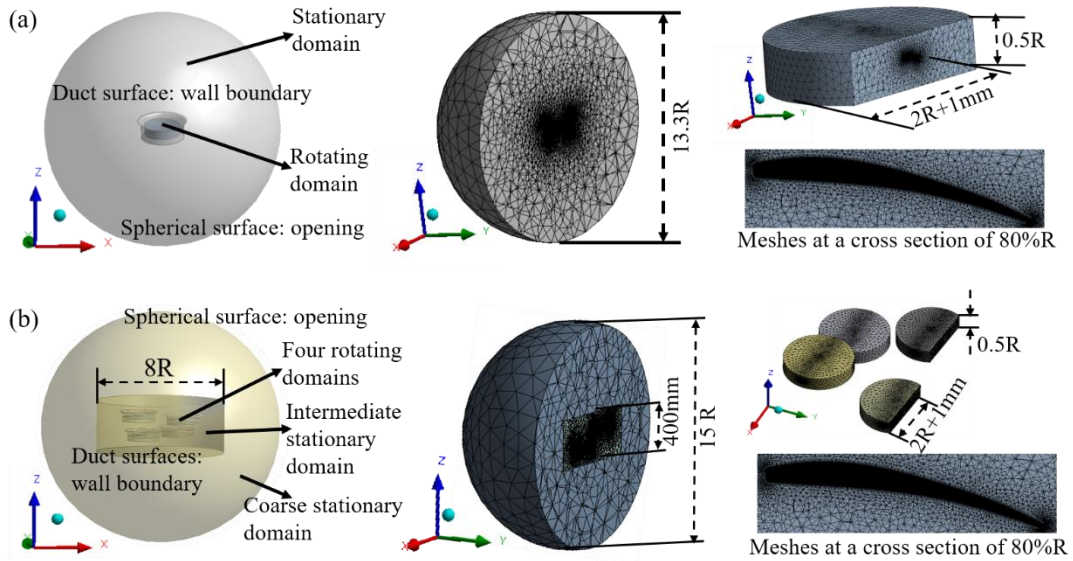 (a)
Stationary
domain
Duct surface: wall boundary
Rotating
domain
Spherical surface: opening
Z
X
Z
Y
X
13.3R
Z
Y
X
0.5R
2R+1mm
Meshes at a cross section of 80%R
(b)
Spherical surface: opening
8R
Four rotating
domains
Intermediate
stationary
domain
Duct surfaces:
wall boundary
Coarse stationary
domain
Z
X
Z
Y
X
400mm
15R
Z
Y
X
0.5R
2R+1mm
Meshes at a cross section of 80%R